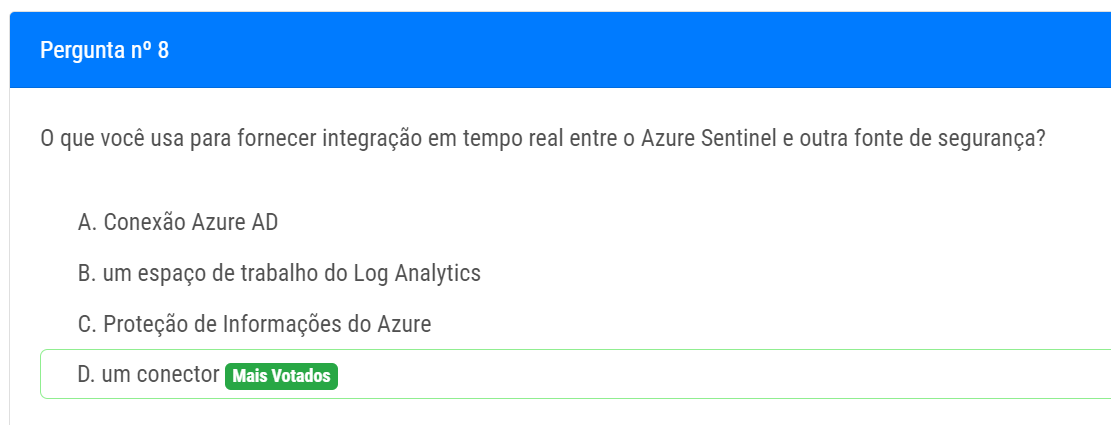 Pergunta nº 8
O que você usa para fornecer integração em tempo real entre o Azure Sentinel e outra fonte de segurança?
A. Conexão Azure AD
B. um espaço de trabalho do Log Analytics
C. Proteção de Informações do Azure
D. um conector Mais Votados